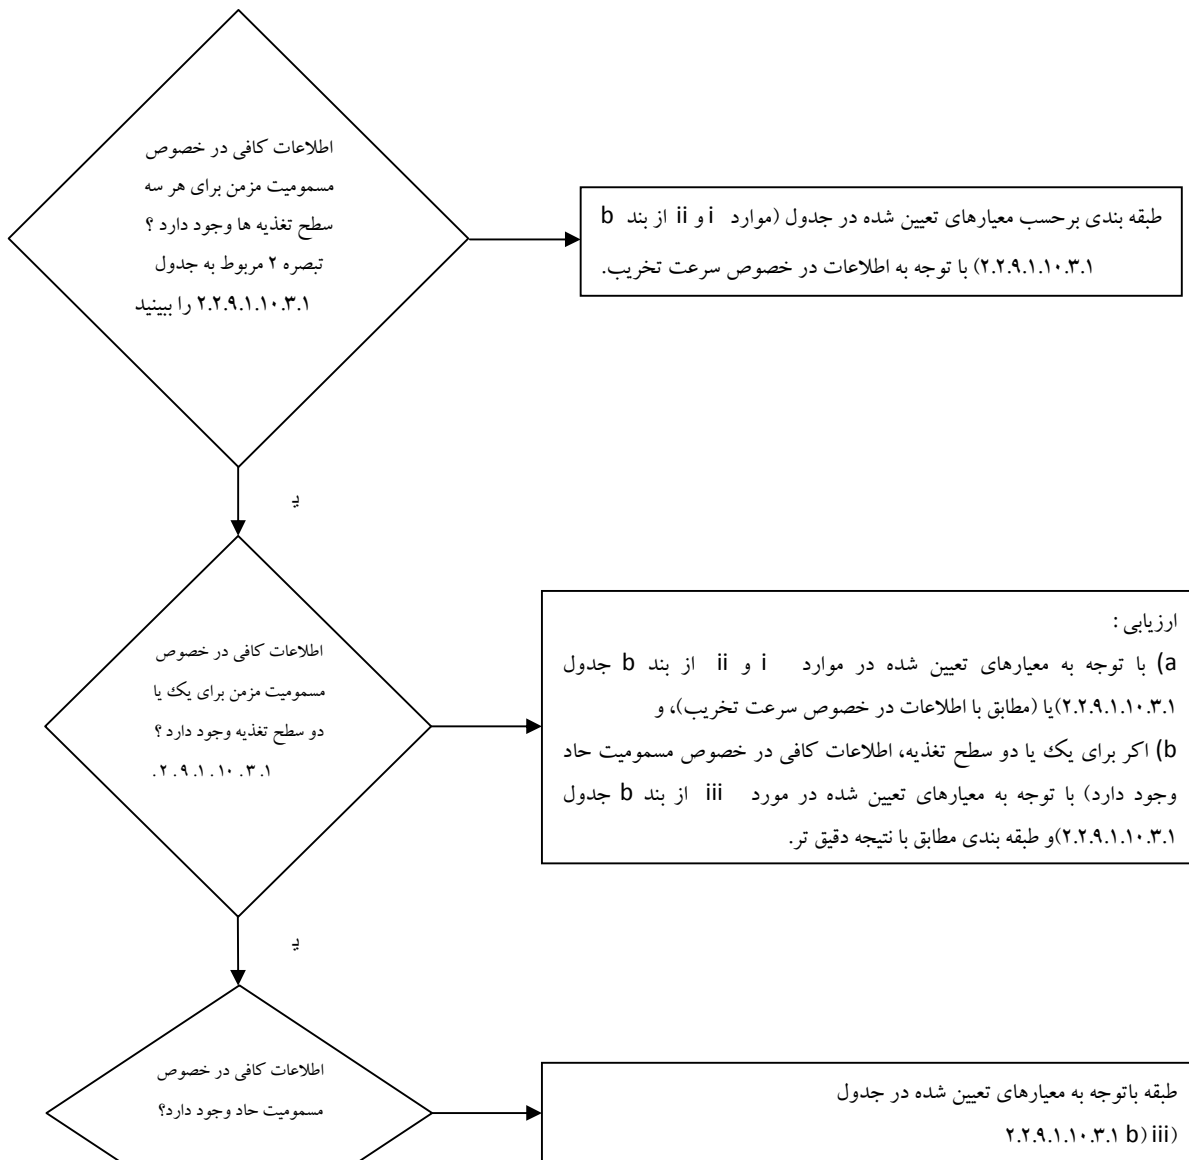 اطلاعات کافی در خصوص
مسمومیت مزمن برای هر سه
سطح تغذیه ها وجود دارد ؟
تبصره ۲ مربوط به جدول
۲.۲.۹.۱.۱۰.۳.۱ را ببینید
طبقه بندی برحسب معیارهای تعیین شده در جدول (موارد i و ii از بند b
۲.۲.۹.۱.۱۰.۳.۱) با توجه به اطلاعات در خصوص سرعت تخریب.
اطلاعات کافی در خصوص
مسمومیت مزمن برای یک یا
دو سطح تغذیه وجود دارد ؟
۱. ۳. ۱۰. ۱. ۹. ۲.
ارزیابی :
a) با توجه به معیارهای تعیین شده در موارد i و ii از بند b جدول
۲.۲.۹.۱.۱۰.۳.۱)یا (مطابق با اطلاعات در خصوص سرعت تخریب)، و
b) اکر برای یک یا دو سطح تغذیه، اطلاعات کافی در خصوص مسمومیت حاد
وجود دارد) با توجه به معیارهای تعیین شده در مورد iii از بند b جدول
۲.۲.۹.۱.۱۰.۳.۱)و طبقه بندی مطابق با نتیجه دقیق تر.
اطلاعات کافی در خصوص
مسمومیت حاد وجود دارد؟
طبقه باتوجه به معیارهای تعیین شده در جدول
۲.۲.۹.۱.۱۰.۳.۱ b) iii)